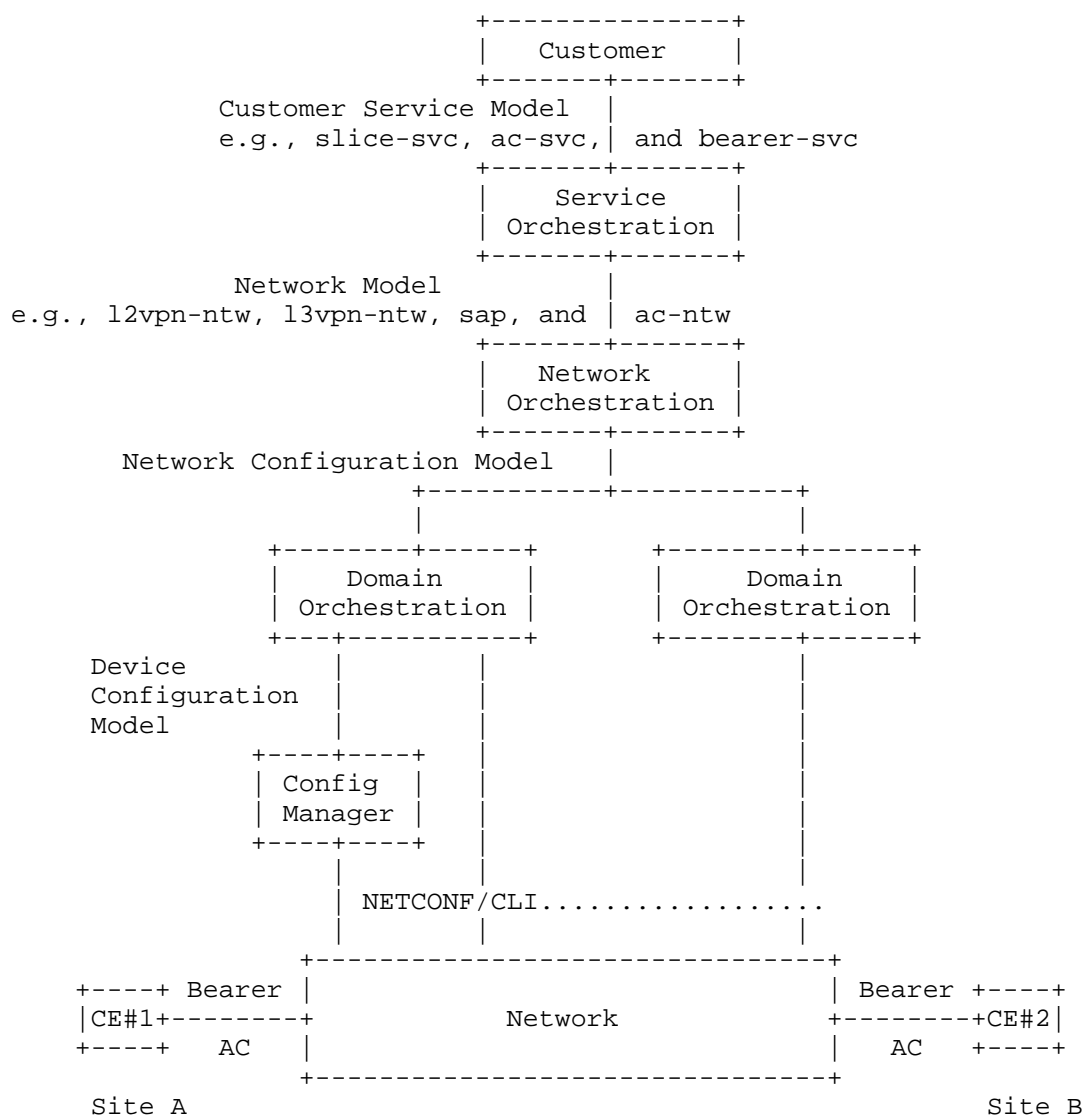 Customer
Customer Service Model
e.g., slice-svc, ac-svc, and bearer-svc
Service
Orchestration
Network Model
e.g., l2vpn-ntw, l3vpn-ntw, sap, and ac-ntw
Network
Orchestration
Network Configuration Model
Domain Domain
Orchestration Orchestration
Device
Configuration
Model
Config
Manager
NETCONF/CLI..................
Bearer Bearer
CE#1 Network CE#2
AC AC
Site A Site B